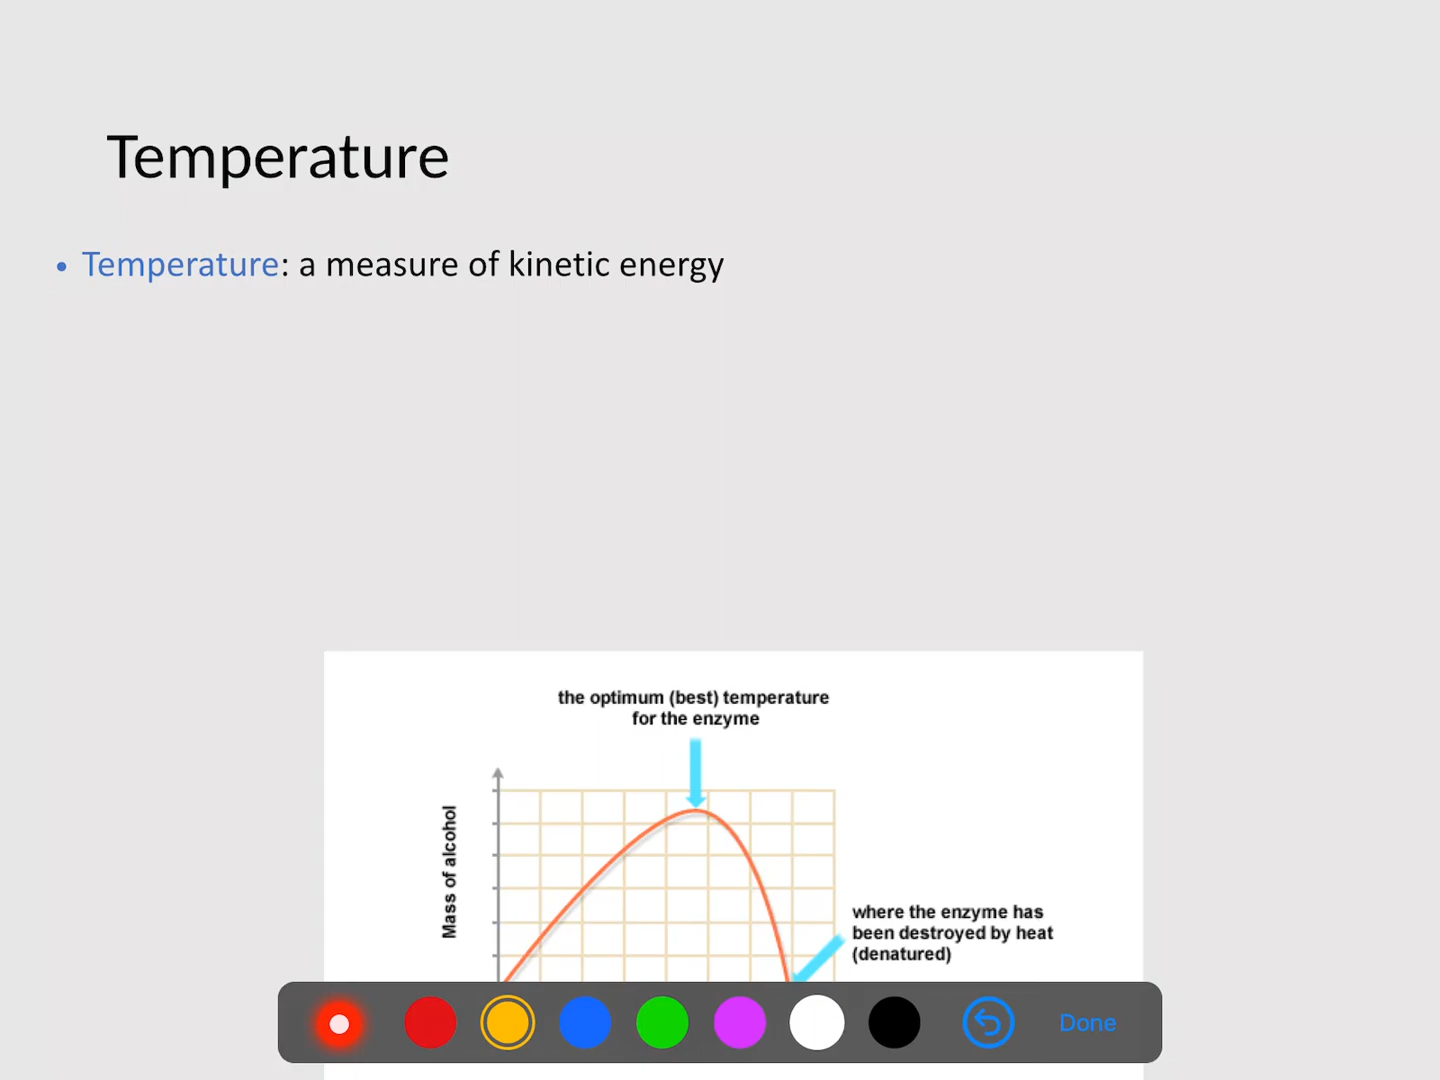 Temperature
• Temperature: a measure of kinetic energy
the optimum (best) temperature
for the enzyme
Mass of alcohol
where the enzyme has
been destroyed by heat
(denatured)
Done